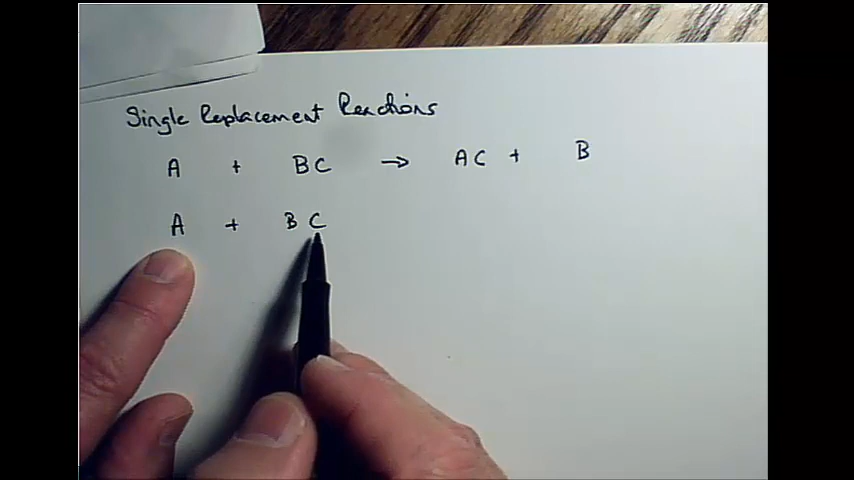 Single Replacement Reactions
A + BC → AC + B
A + BC